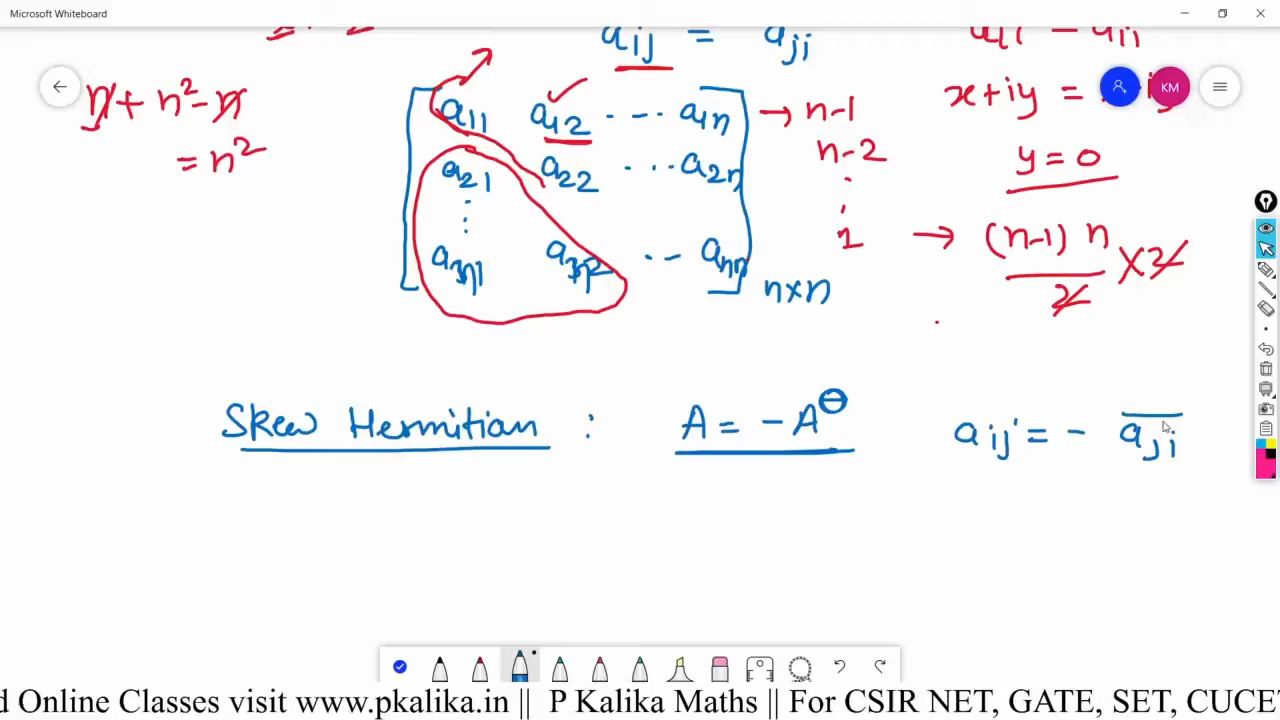 Microsoft Whiteboard
aij = aji
n + n²-n
= n²
a11 a12 ... a1n → n-1
x+iy =
KM
a21 a22 ... a2n
n-2
y=0
⋮
1 → (n-1) n / 2 × 2
an1 an2 .. ann n×n
Skew Hermitian : A = -A^Θ aij = - a̅j̅i̅
d Online Classes visit www.pkalika.in || P Kalika Maths || For CSIR NET, GATE, SET, CUCE